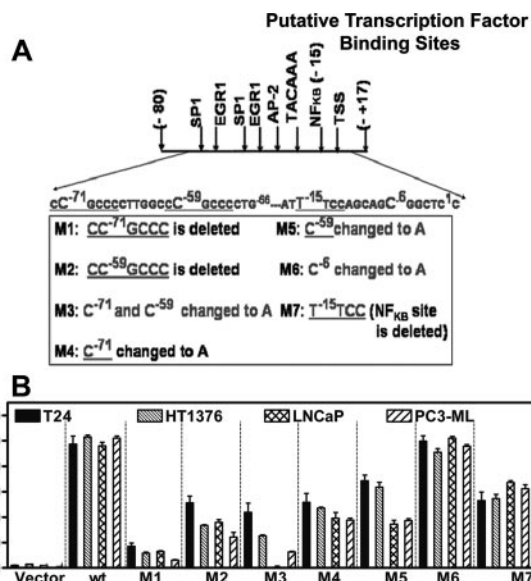 Putative Transcription Factor
Binding Sites
A
(- 80)
SP1
EGR1
SP1
EGR1
AP-2
TACAAA
NFκB (- 15)
TSS
(- +17)
cC⁻⁷¹GCCCCTTGGCCcC⁻⁵⁹GCCCCTG⁻⁶⁶...ATT⁻¹⁵TCCAGCAGC⁻⁶GGCTC¹C
M1: CC⁻⁷¹GCCC is deleted
M5: C⁻⁵⁹changed to A
M2: CC⁻⁵⁹GCCC is deleted
M6: C⁻⁶ changed to A
M3: C⁻⁷¹ and C⁻⁵⁹ changed to A
M7: T⁻¹⁵TCC (NFκB site
is deleted)
M4: C⁻⁷¹ changed to A
B
T24
HT1376
LNCaP
PC3-ML
Vector
wt
M1
M2
M3
M4
M5
M6
M7